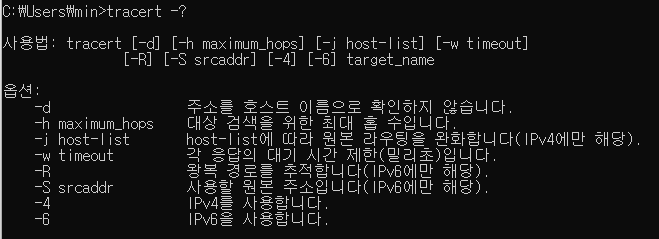 C:\Users\min>tracert -?
사용법: tracert [-d] [-h maximum_hops] [-j host-list] [-w timeout]
[-R] [-S srcaddr] [-4] [-6] target_name
옵션:
-d 주소를 호스트 이름으로 확인하지 않습니다.
-h maximum_hops 대상 검색을 위한 최대 홉 수입니다.
-j host-list host-list에 따라 원본 라우팅을 완화합니다(IPv4에만 해당).
-w timeout 각 응답의 대기 시간 제한(밀리초)입니다.
-R 왕복 경로를 추적합니다(IPv6에만 해당).
-S srcaddr 사용할 원본 주소입니다(IPv6에만 해당).
-4 IPv4를 사용합니다.
-6 IPv6을 사용합니다.